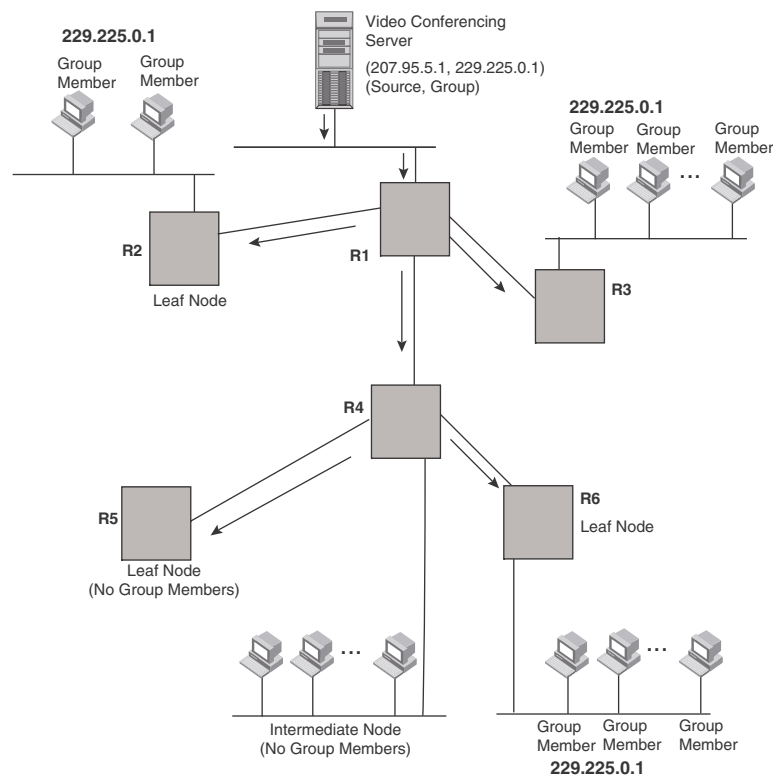 229.225.0.1
Group
Member
Group
Member
Video Conferencing
Server
(207.95.5.1, 229.225.0.1)
(Source, Group)
229.225.0.1
Group
Member
Group
Member
Group
Member
...
R2
Leaf Node
R1
R3
R4
R5
Leaf Node
(No Group Members)
R6
Leaf Node
...
Intermediate Node
(No Group Members)
...
Group
Member
Group
Member
Group
Member
229.225.0.1